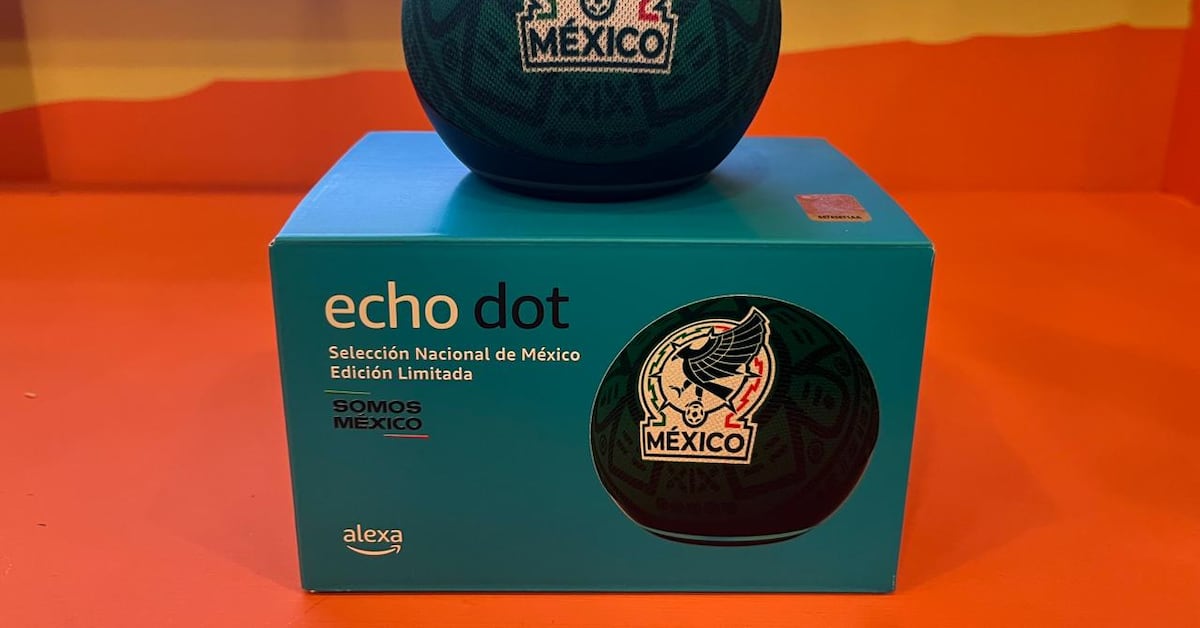 MÉXICO
echo dot
Selección Nacional de México
Edición Limitada
SOMOS
MÉXICO
MÉXICO
alexa